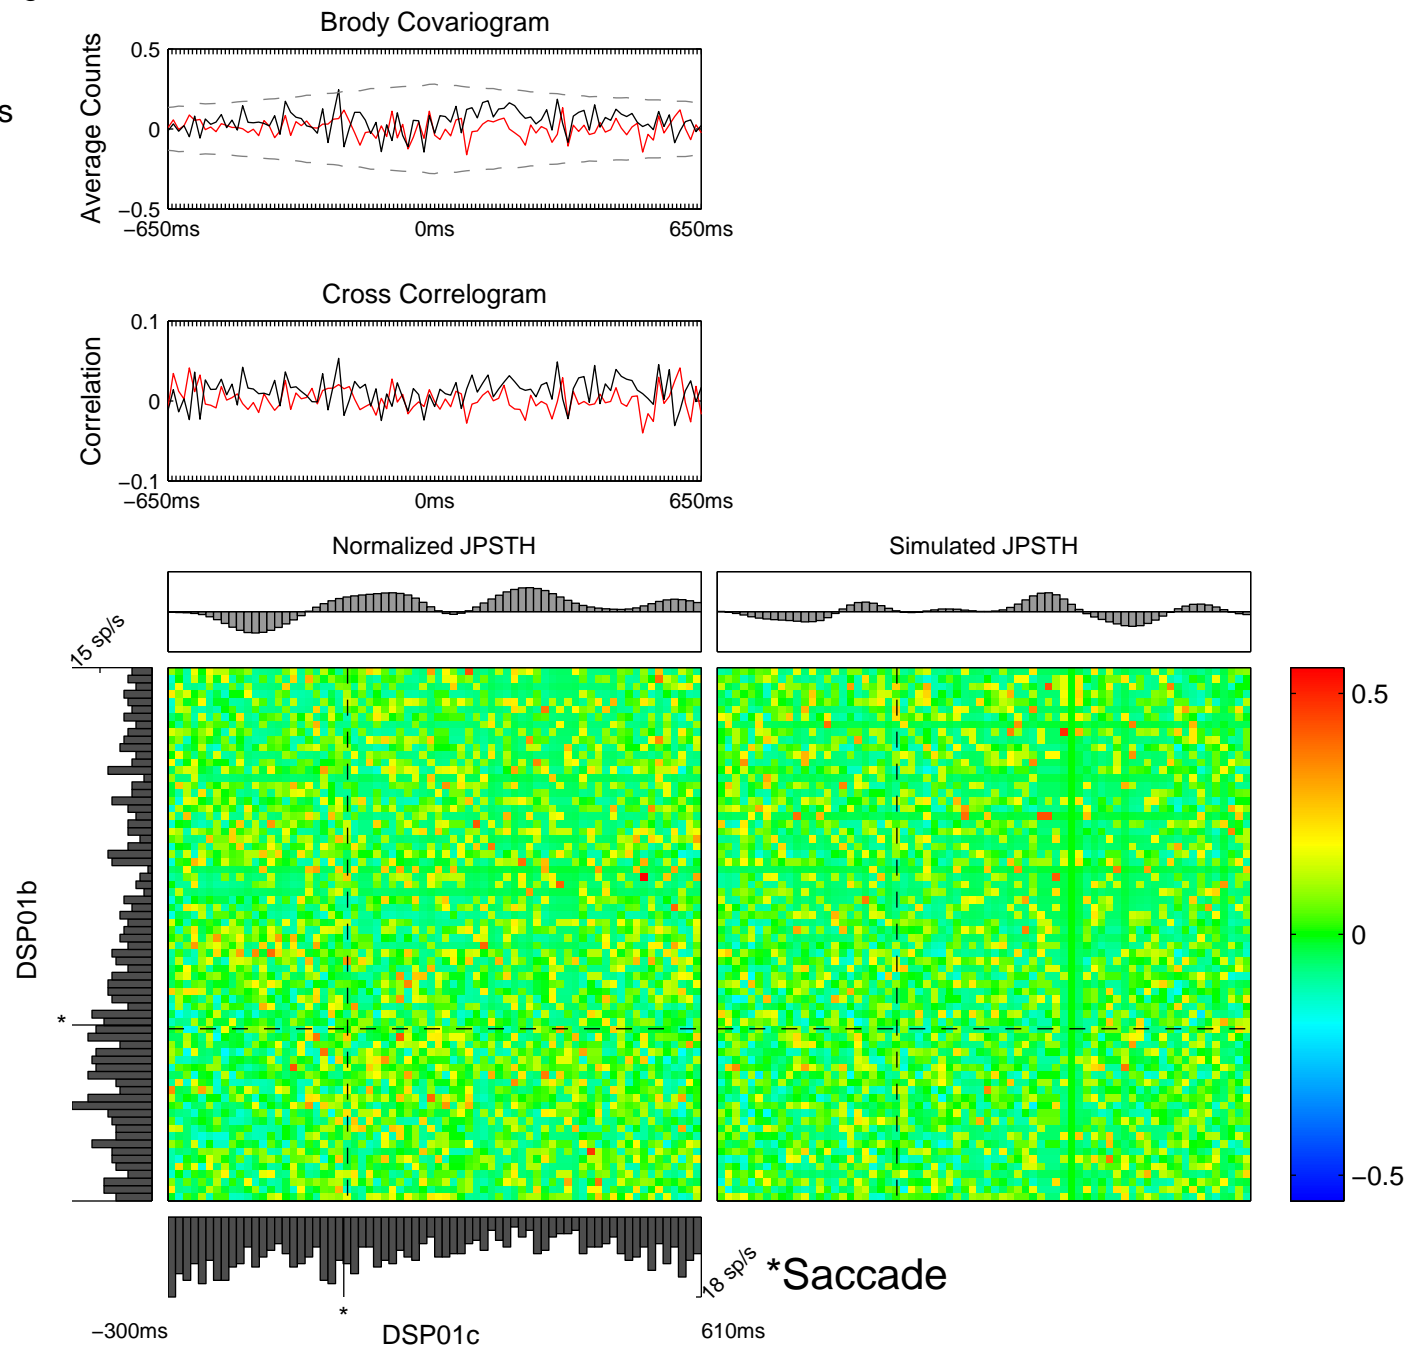 Brody Covariogram
Average Counts
0.5
0
−0.5
−650ms
0ms
650ms
s
Cross Correlogram
Correlation
0.1
0
−0.1
−650ms
0ms
650ms
Normalized JPSTH
Simulated JPSTH
15 sp/s
DSP01b
*
0.5
0
−0.5
18 sp/s
*Saccade
*
−300ms
DSP01c
610ms